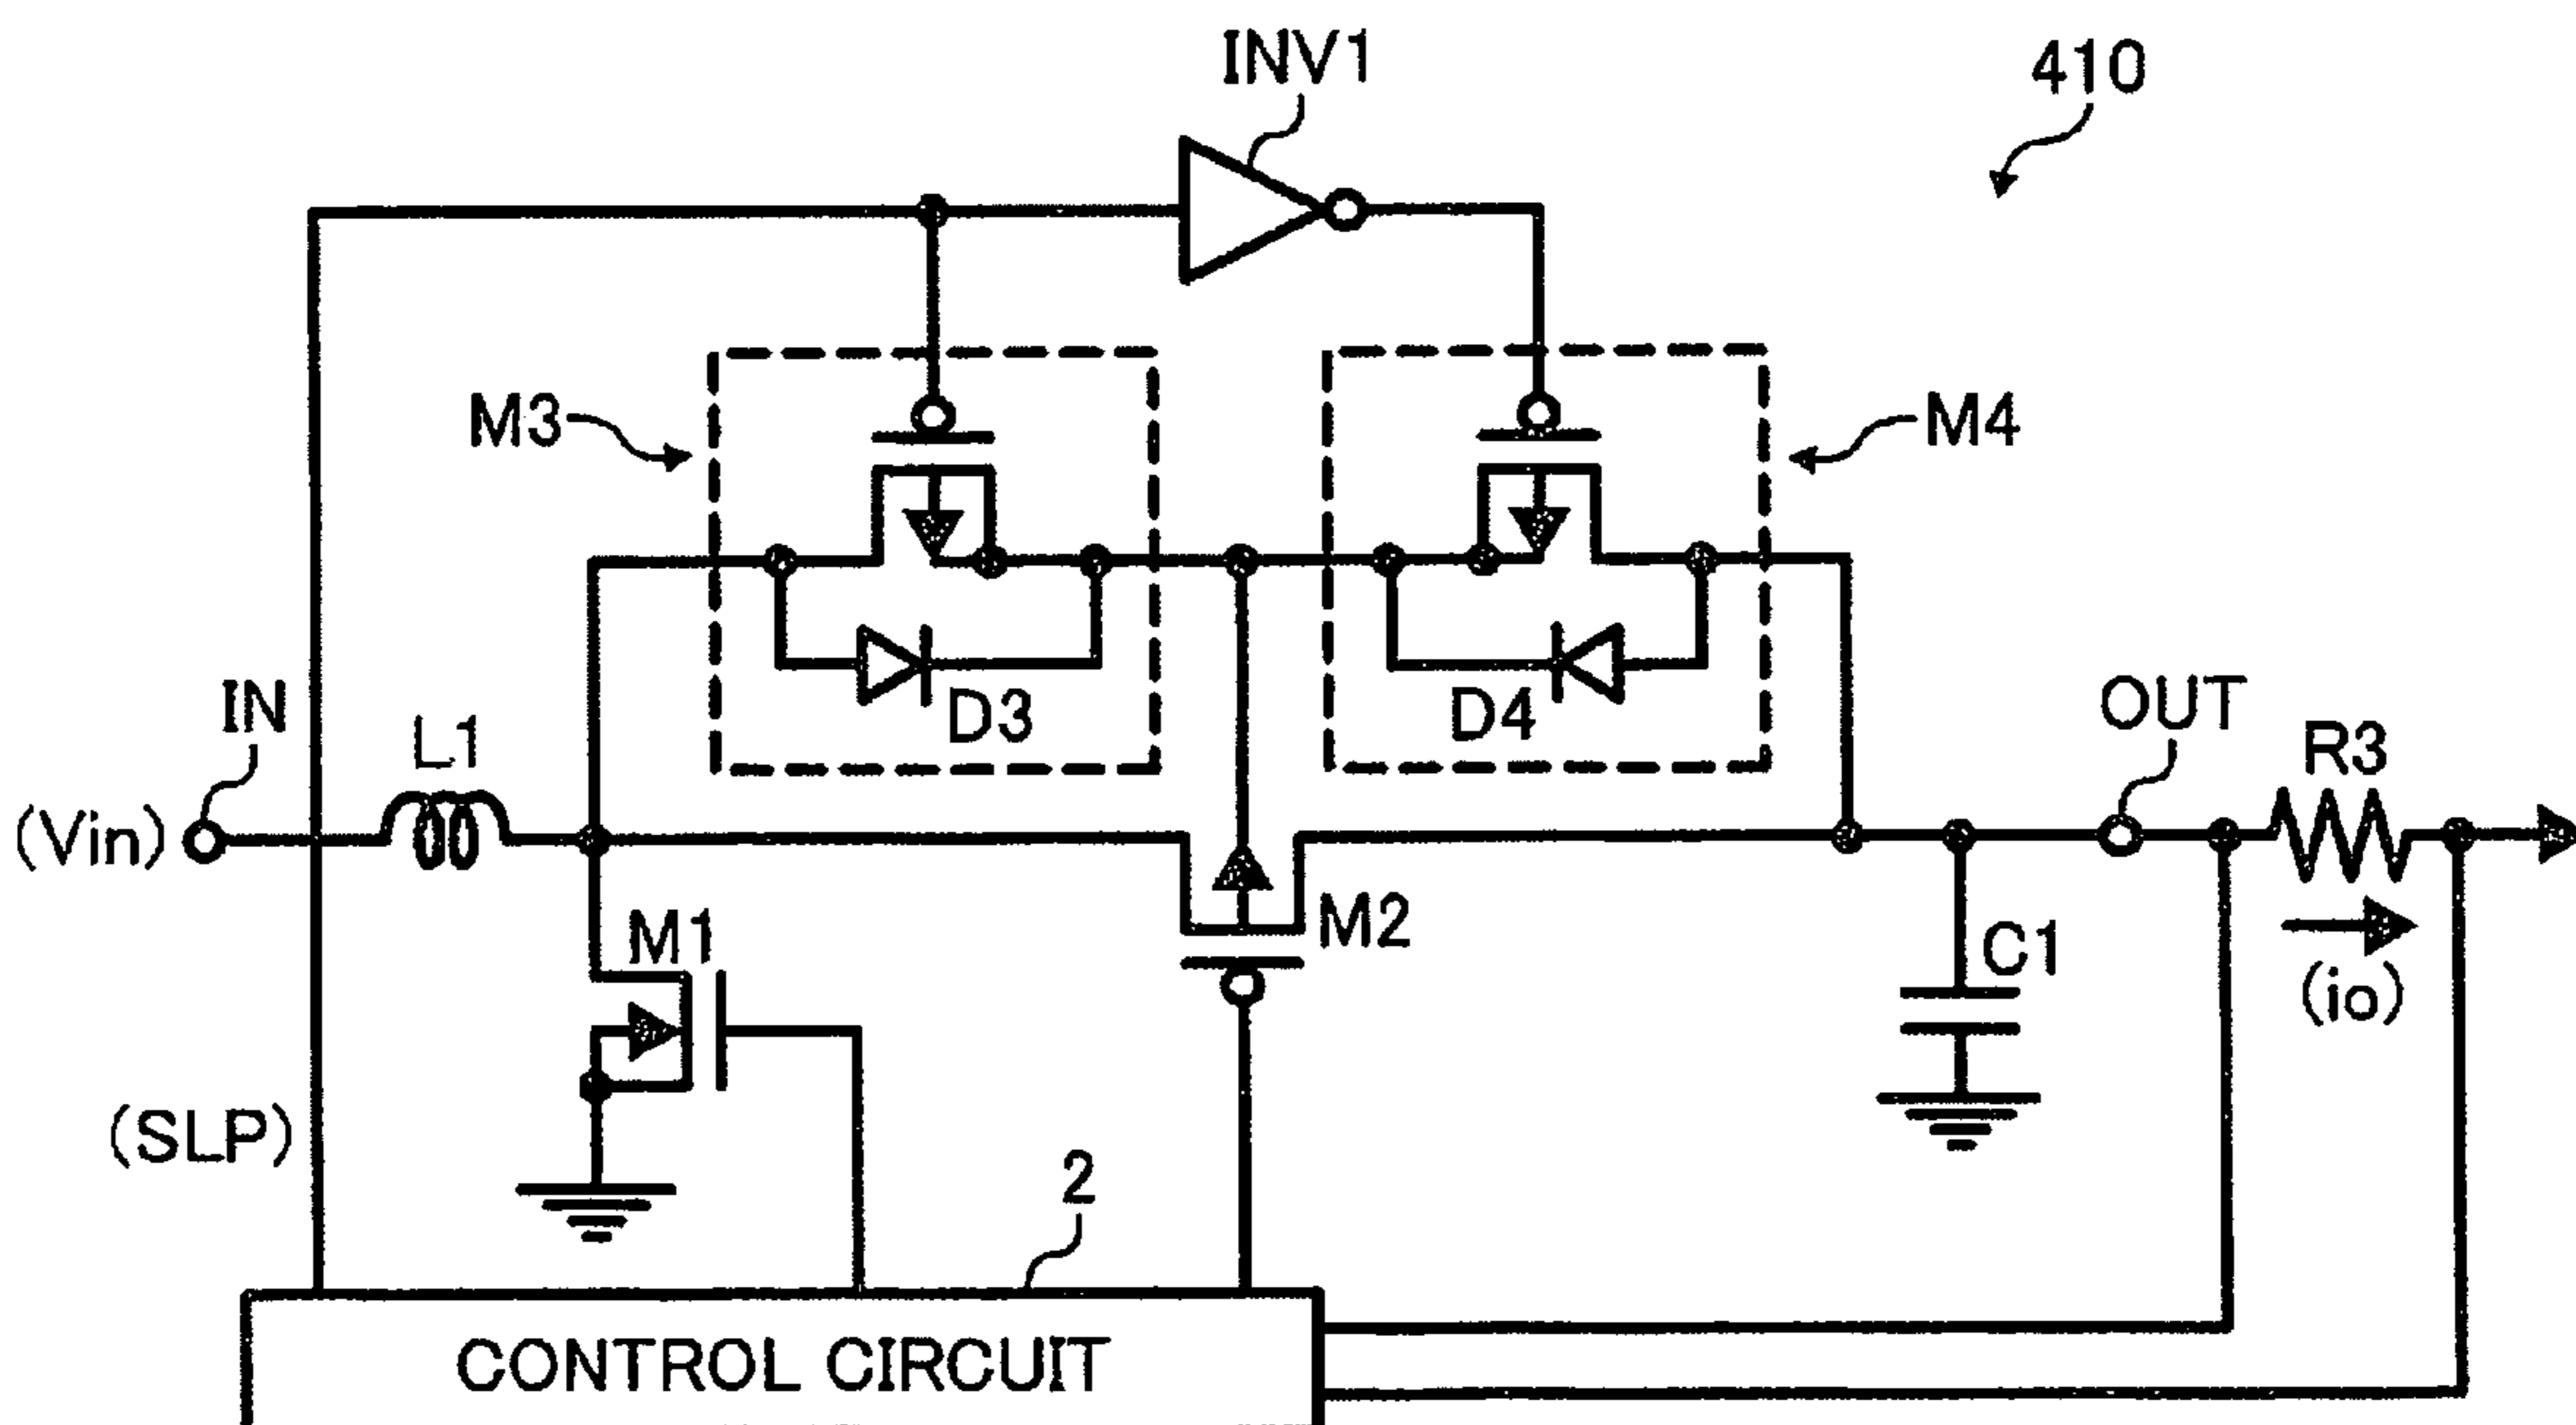 INV1
410
M3
M4
D3
D4
IN
L1
OUT
R3
(Vin)
M1
M2
C1
(io)
(SLP)
2
CONTROL CIRCUIT